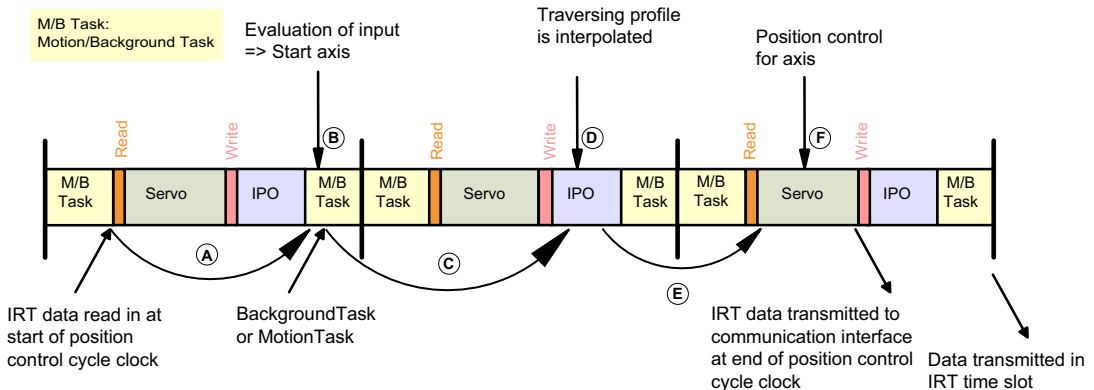 M/B Task:
Motion/Background Task
Evaluation of input
=> Start axis
Traversing profile
is interpolated
Position control
for axis
B
D
F
Read
Write
Read
Write
Read
Write
M/B
Task
Servo
IPO
M/B
Task
M/B
Task
Servo
IPO
M/B
Task
M/B
Task
Servo
IPO
M/B
Task
A
C
E
IRT data read in at
start of position
control cycle clock
BackgroundTask
or MotionTask
IRT data transmitted to
communication interface
at end of position control
cycle clock
Data transmitted in
IRT time slot